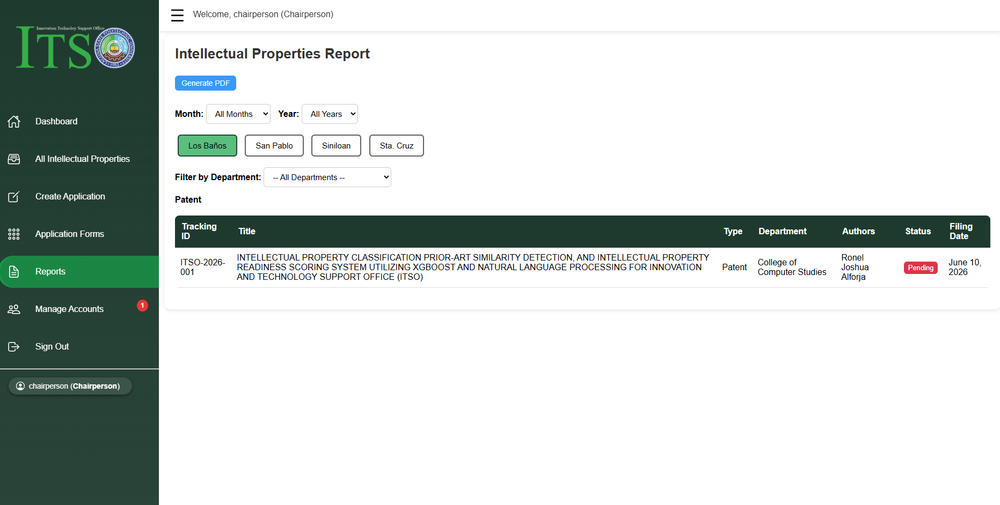 Innovation Technoloy Support Office
ITSO
LAGUNA STATE POLYTECHNIC UNIVERSITY
1952
Dashboard
All Intellectual Properties
Create Application
Application Forms
Reports
Manage Accounts
1
Sign Out
chairperson (Chairperson)
Welcome, chairperson (Chairperson)
Intellectual Properties Report
Generate PDF
Month: All Months Year: All Years
Los Baños San Pablo Siniloan Sta. Cruz
Filter by Department: -- All Departments --
Patent
Tracking ID Title Type Department Authors Status Filing Date
ITSO-2026-001
INTELLECTUAL PROPERTY CLASSIFICATION PRIOR-ART SIMILARITY DETECTION, AND INTELLECTUAL PROPERTY
READINESS SCORING SYSTEM UTILIZING XGBOOST AND NATURAL LANGUAGE PROCESSING FOR INNOVATION
AND TECHNOLOGY SUPPORT OFFICE (ITSO)
Patent
College of
Computer Studies
Ronel
Joshua
Alforja
Pending
June 10,
2026